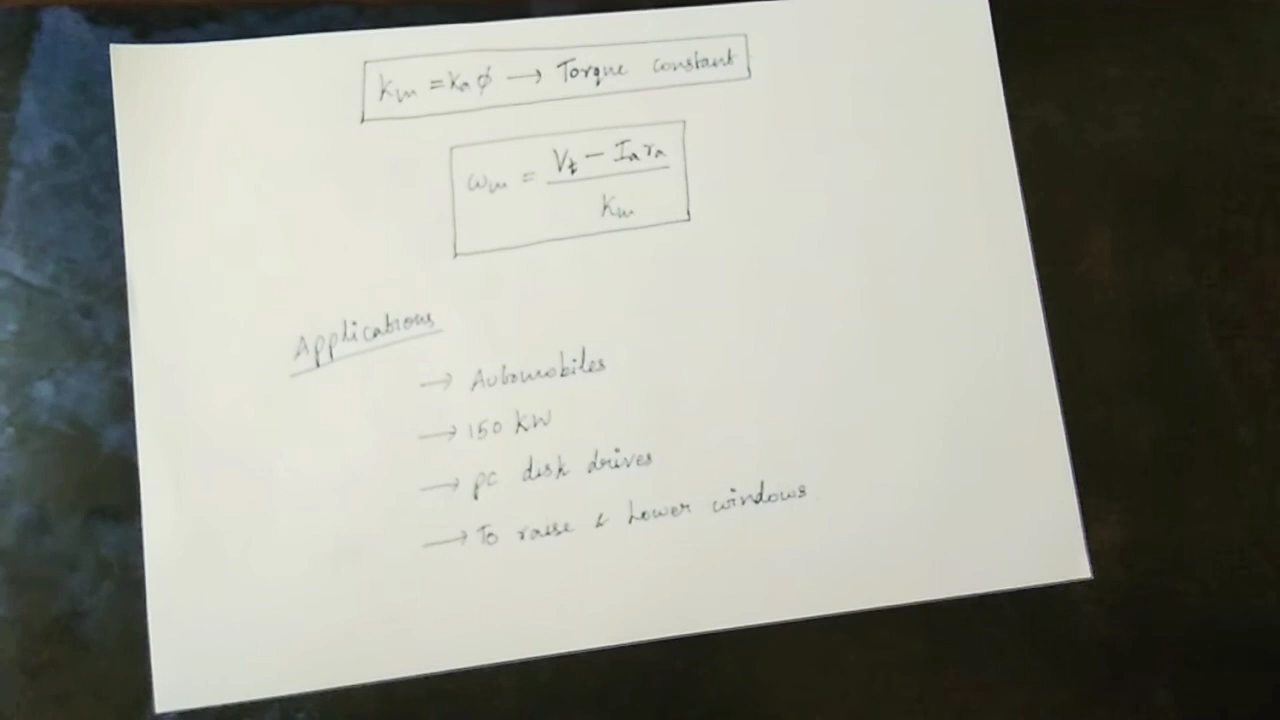 Km = Ka φ → Torque constant
ωm = (Vt − Ia ra) / Km
Applications
→ Automobiles
→ 150 KW
→ pc disk drives
→ To raise & Lower windows